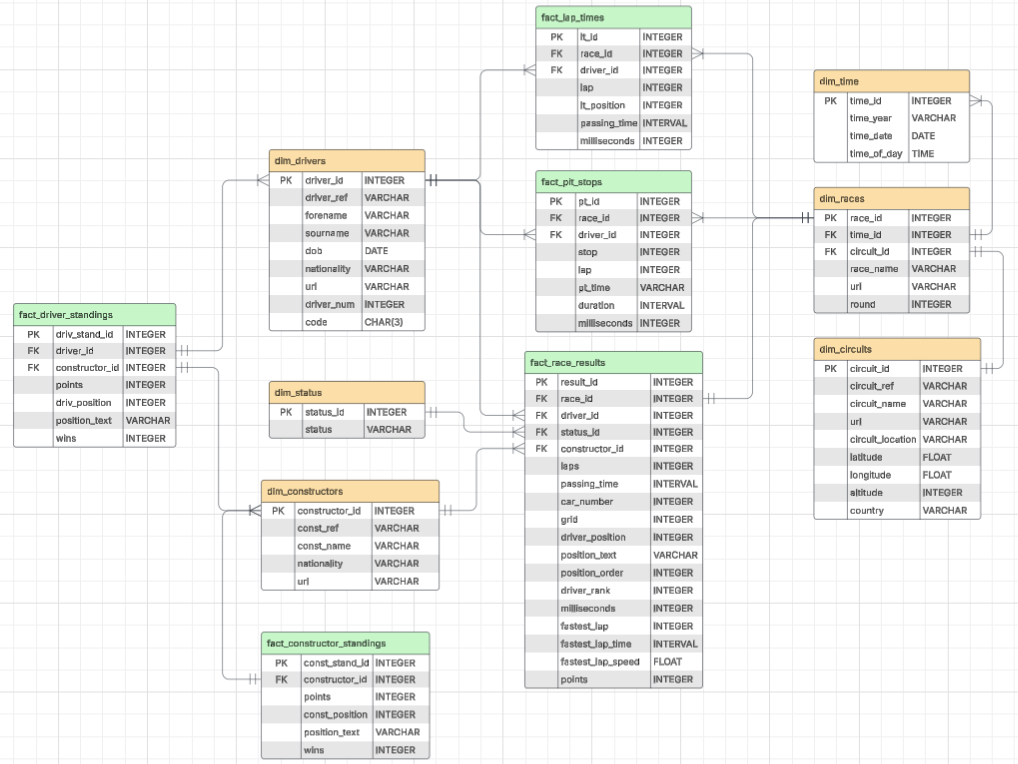 fact_lap_times
PK lt_id INTEGER
FK race_id INTEGER
FK driver_id INTEGER
lap INTEGER
lt_position INTEGER
passing_time INTERVAL
milliseconds INTEGER
dim_time
PK time_id INTEGER
time_year VARCHAR
time_date DATE
time_of_day TIME
dim_drivers
PK driver_id INTEGER
driver_ref VARCHAR
forename VARCHAR
sourname VARCHAR
dob DATE
nationality VARCHAR
url VARCHAR
driver_num INTEGER
code CHAR(3)
fact_pit_stops
PK pt_id INTEGER
FK race_id INTEGER
FK driver_id INTEGER
stop INTEGER
lap INTEGER
pt_time VARCHAR
duration INTERVAL
milliseconds INTEGER
dim_races
PK race_id INTEGER
FK time_id INTEGER
FK circuit_id INTEGER
race_name VARCHAR
url VARCHAR
round INTEGER
fact_driver_standings
PK driv_stand_id INTEGER
FK driver_id INTEGER
FK constructor_id INTEGER
points INTEGER
driv_position INTEGER
position_text VARCHAR
wins INTEGER
dim_status
PK status_id INTEGER
status VARCHAR
fact_race_results
PK result_id INTEGER
FK race_id INTEGER
FK driver_id INTEGER
FK status_id INTEGER
FK constructor_id INTEGER
laps INTEGER
passing_time INTERVAL
car_number INTEGER
grid INTEGER
driver_position INTEGER
position_text VARCHAR
position_order INTEGER
driver_rank INTEGER
milliseconds INTEGER
fastest_lap INTEGER
fastest_lap_time INTERVAL
fastest_lap_speed FLOAT
points INTEGER
dim_circuits
PK circuit_id INTEGER
circuit_ref VARCHAR
circuit_name VARCHAR
url VARCHAR
circuit_location VARCHAR
latitude FLOAT
longitude FLOAT
altitude INTEGER
country VARCHAR
dim_constructors
PK constructor_id INTEGER
const_ref VARCHAR
const_name VARCHAR
nationality VARCHAR
url VARCHAR
fact_constructor_standings
PK const_stand_id INTEGER
FK constructor_id INTEGER
points INTEGER
const_position INTEGER
position_text VARCHAR
wins INTEGER